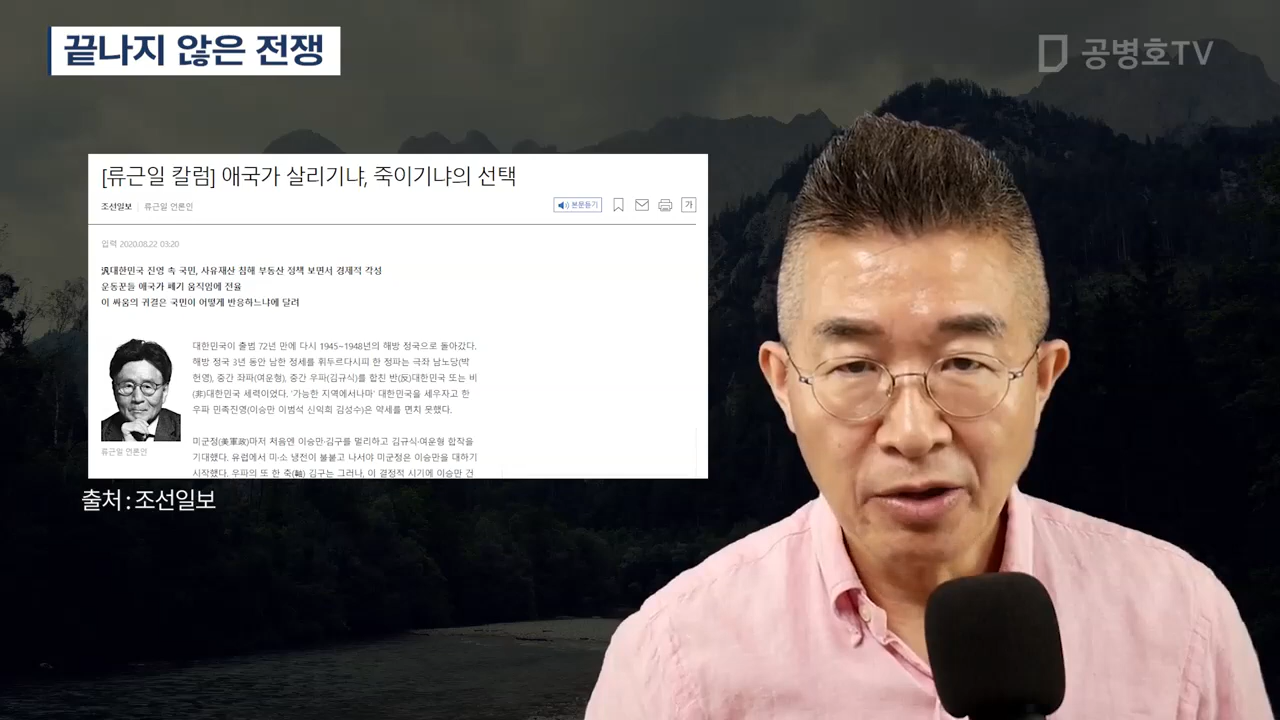 끝나지 않은 전쟁
공병호TV
[류근일 칼럼] 애국가 살리기냐, 죽이기냐의 선택
조선일보 | 류근일 언론인
본문듣기
가
입력 2020.08.22 03:20
汎대한민국 진영 속 국민, 사유재산 침해 부동산 정책 보면서 경제적 각성
운동꾼들 애국가 폐기 움직임에 전율
이 싸움의 귀결은 국민이 어떻게 반응하느냐에 달려
대한민국이 출범 72년 만에 다시 1945~1948년의 해방 정국으로 돌아갔다.
해방 정국 3년 동안 남한 정세를 휘두르다시피 한 정파는 극좌 남노당(박
헌영), 중간 좌파(여운형), 중간 우파(김규식)를 합친 반(反)대한민국 또는 비
(非)대한민국 세력이었다. '가능한 지역에서나마' 대한민국을 세우자고 한
우파 민족진영(이승만 이범석 신익희 김성수)은 약세를 면치 못했다.
미군정(美軍政)마저 처음엔 이승만·김구를 멀리하고 김규식·여운형 합작을
기대했다. 유럽에서 미·소 냉전이 불붙고 나서야 미군정은 이승만을 대하기
시작했다. 우파의 또 한 축(軸) 김구는 그러나, 이 결정적 시기에 이승만 건
류근일 언론인
출처 : 조선일보